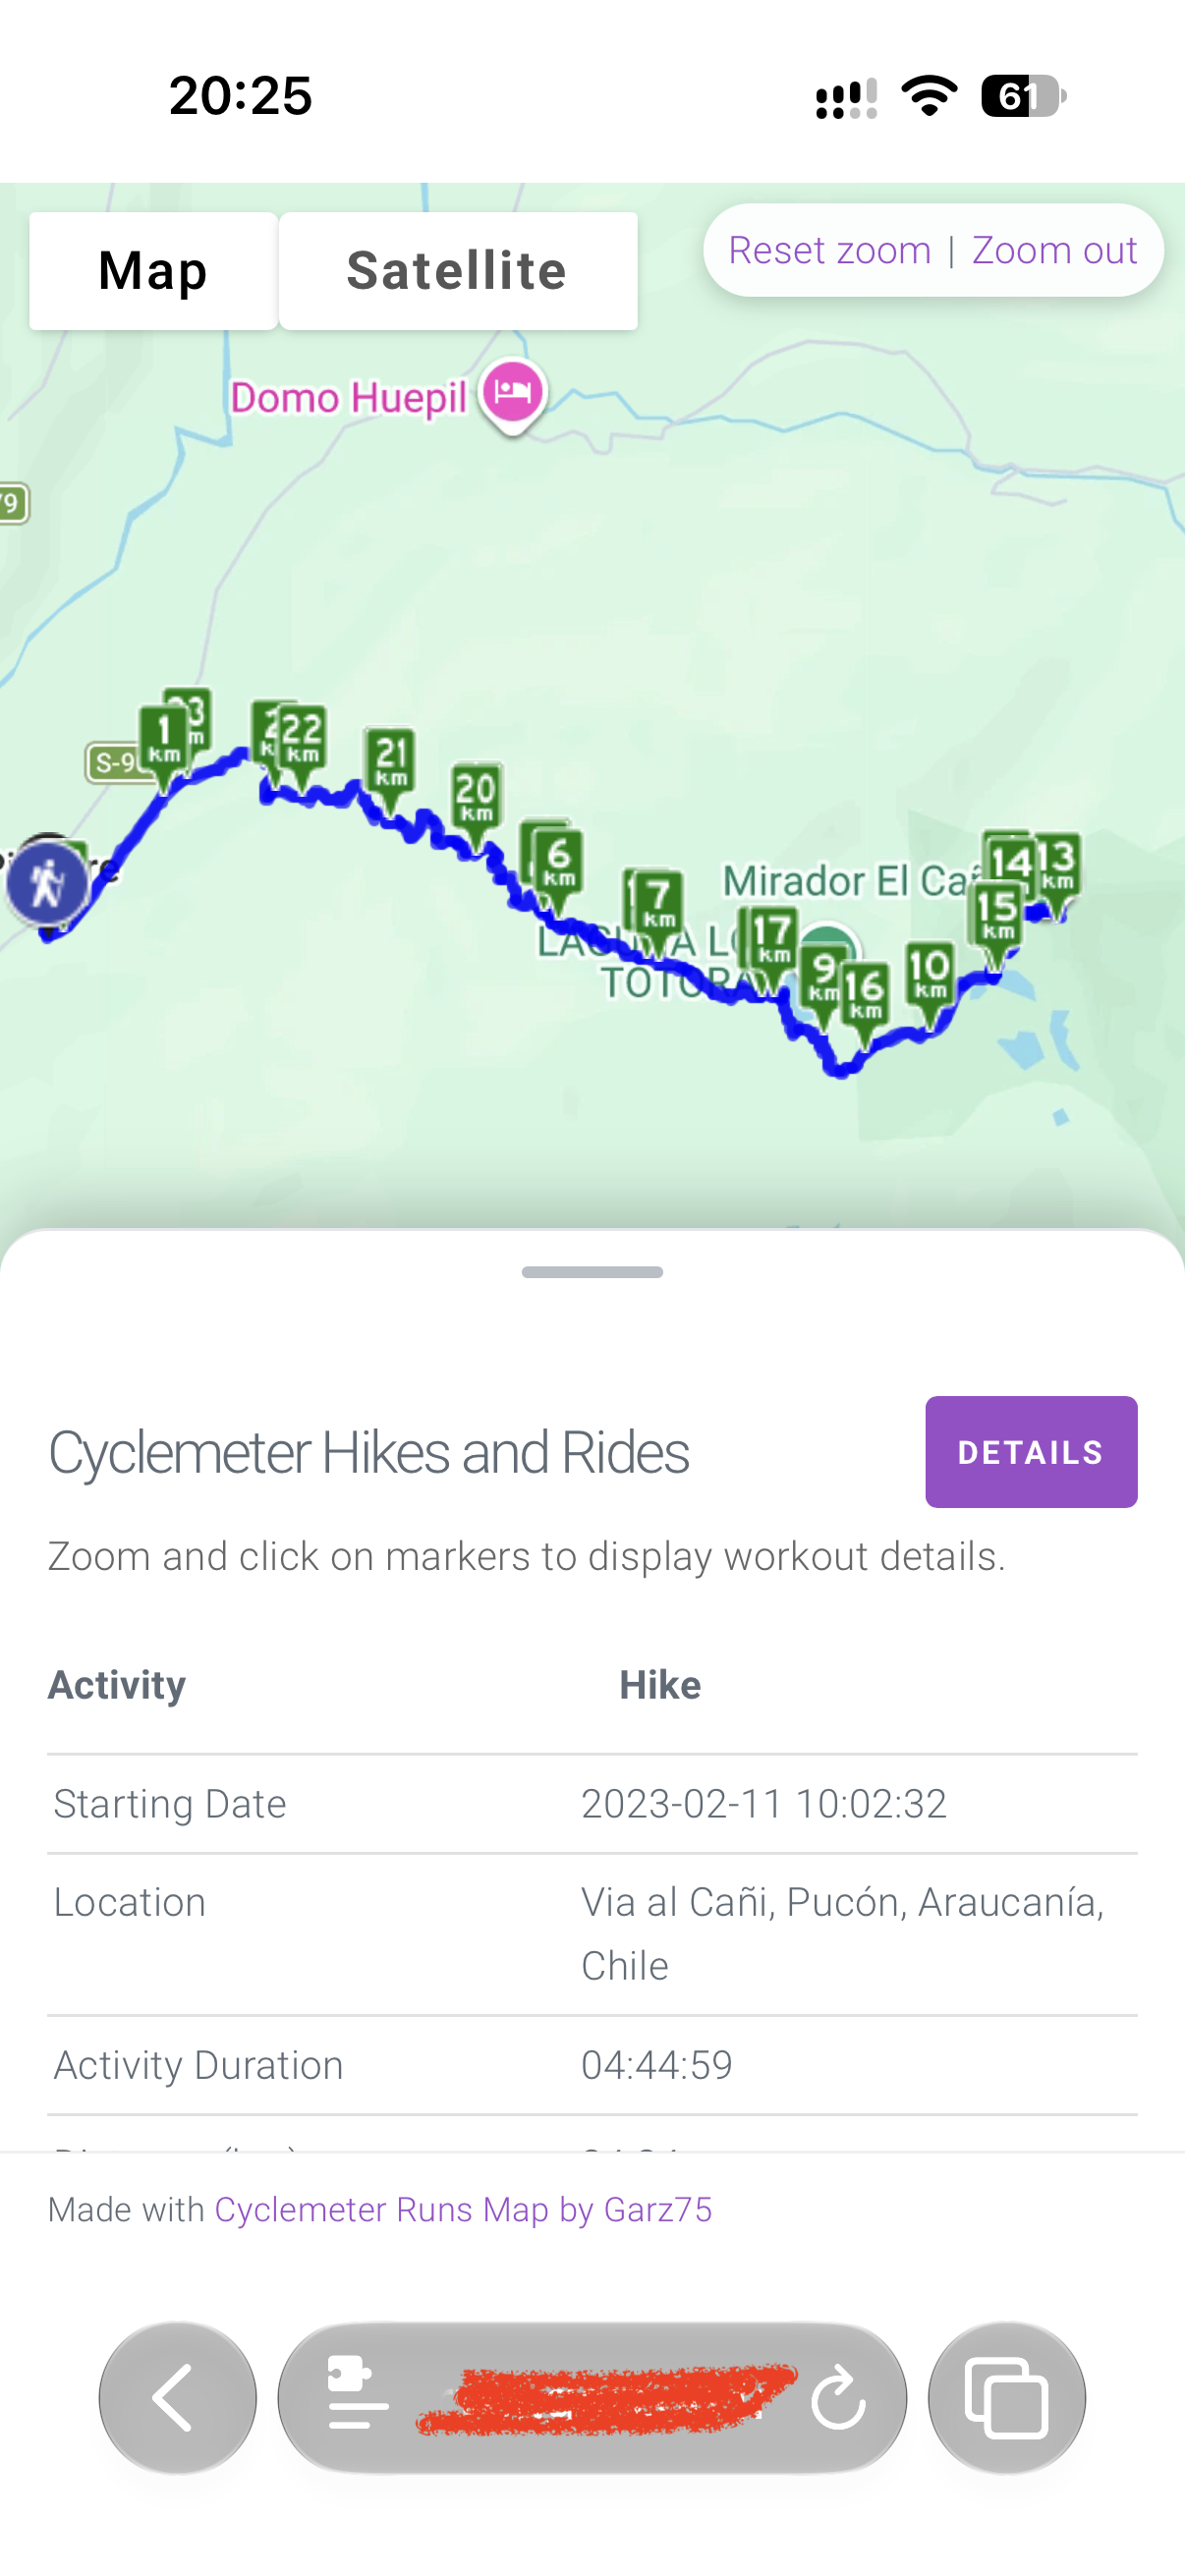 20:25
61
Map
Satellite
Reset zoom | Zoom out
Domo Huepil
79
1
km
22
km
21
km
20
km
6
km
7
km
Mirador El Cañ
14
13
km
15
km
17
km
9
km
16
km
10
km
S-9
Cyclemeter Hikes and Rides
DETAILS
Zoom and click on markers to display workout details.
Activity Hike
Starting Date 2023-02-11 10:02:32
Location Via al Cañi, Pucón, Araucanía,
Chile
Activity Duration 04:44:59
Made with Cyclemeter Runs Map by Garz75